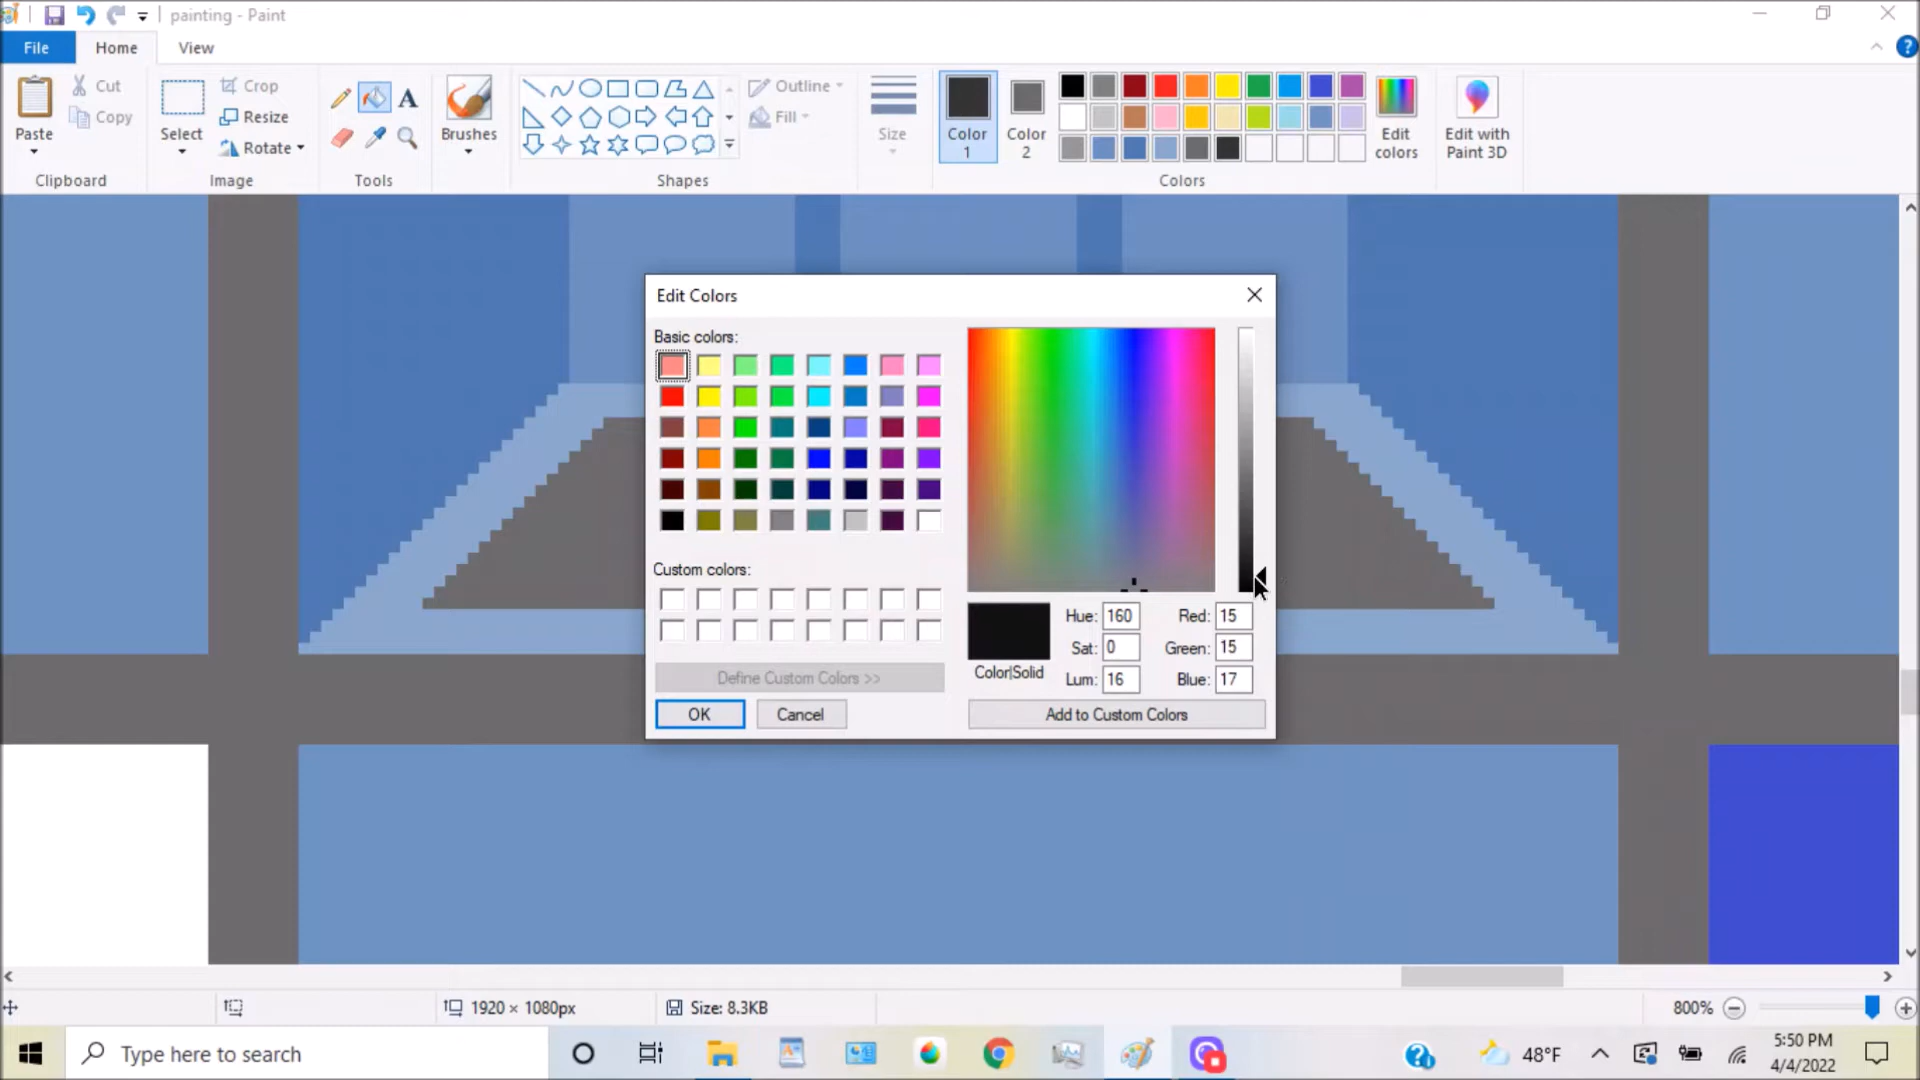 painting - Paint
File Home View
Paste
Cut
Copy
Clipboard
Select
Crop
Resize
Rotate
Image
A
Tools
Brushes
Shapes
Outline
Fill
Size
Color 1
Color 2
Edit colors
Edit with Paint 3D
Colors
Edit Colors
Basic colors:
Custom colors:
Define Custom Colors >>
OK Cancel
Color|Solid
Hue: 160 Red: 15
Sat: 0 Green: 15
Lum: 16 Blue: 17
Add to Custom Colors
1920 × 1080px Size: 8.3KB 800%
Type here to search
48°F
5:50 PM
4/4/2022